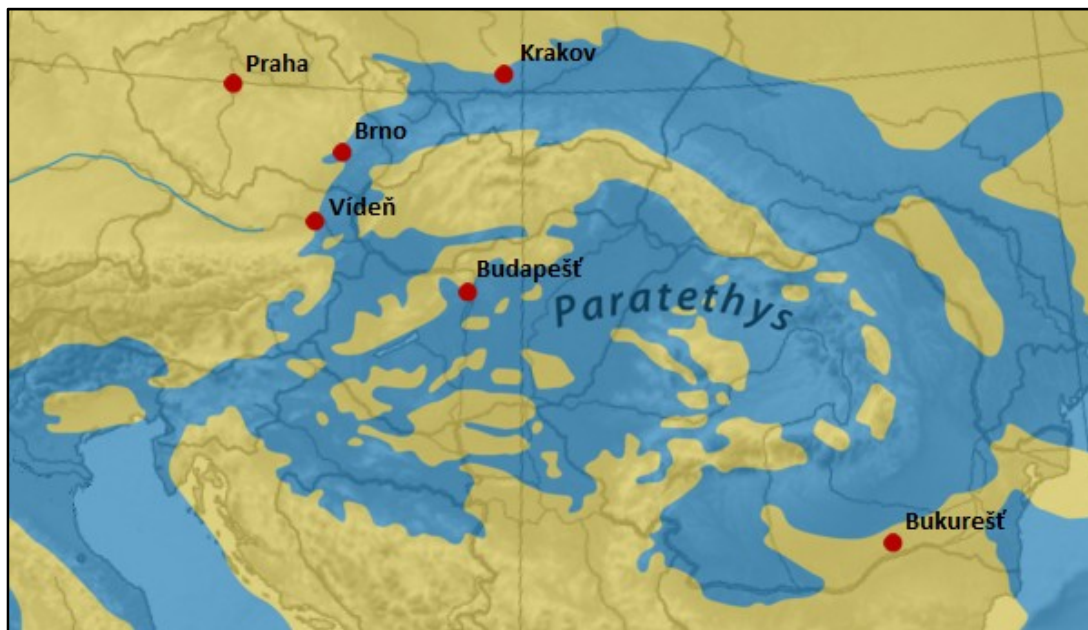 Praha
Krakov
Brno
Vídeň
Budapešť
Paratethys
Bukurešť